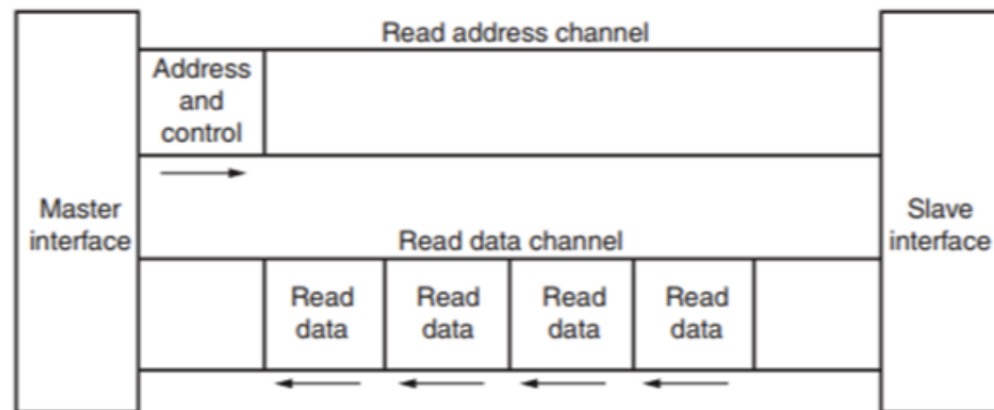 Read address channel
Address
and
control
Master
interface
Slave
interface
Read data channel
Read
data
Read
data
Read
data
Read
data